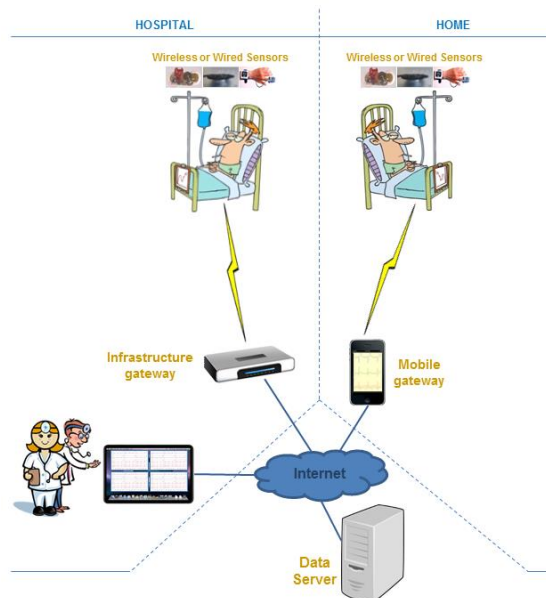 HOSPITAL
HOME
Wireless or Wired Sensors
Wireless or Wired Sensors
Infrastructure
gateway
Mobile
gateway
Internet
Data
Server